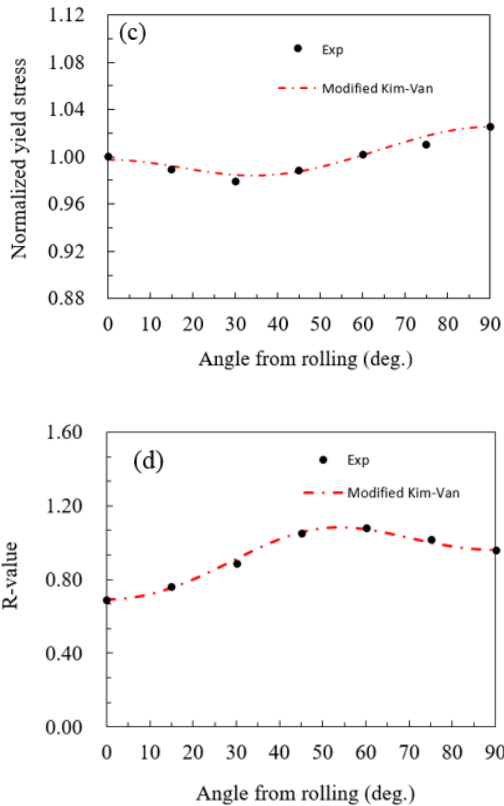 (c)
Exp
Modified Kim-Van
Normalized yield stress
1.12
1.08
1.04
1.00
0.96
0.92
0.88
0 10 20 30 40 50 60 70 80 90
Angle from rolling (deg.)
(d)
Exp
Modified Kim-Van
R-value
1.60
1.20
0.80
0.40
0.00
0 10 20 30 40 50 60 70 80 90
Angle from rolling (deg.)